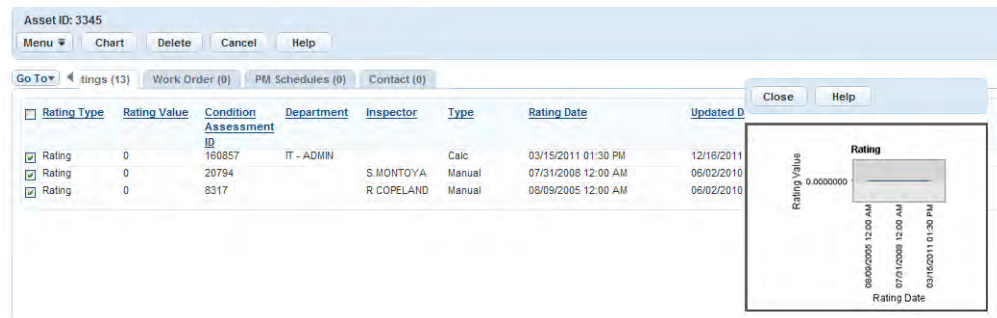 Asset ID: 3345
Menu Chart Delete Cancel Help
Go To tings (13) Work Order (0) PM Schedules (0) Contact (0)
Rating Type Rating Value Condition Assessment ID Department Inspector Type Rating Date Updated D
Rating 0 160857 IT - ADMIN Calc 03/15/2011 01:30 PM 12/16/2011
Rating 0 20794 S.MONTOYA Manual 07/31/2008 12:00 AM 06/02/2010
Rating 0 8317 R.COPELAND Manual 08/09/2005 12:00 AM 06/02/2010
Close Help
Rating
Rating Value
0.0000000
08/09/2005 12:00 AM
07/31/2008 12:00 AM
03/15/2011 01:30 PM
Rating Date